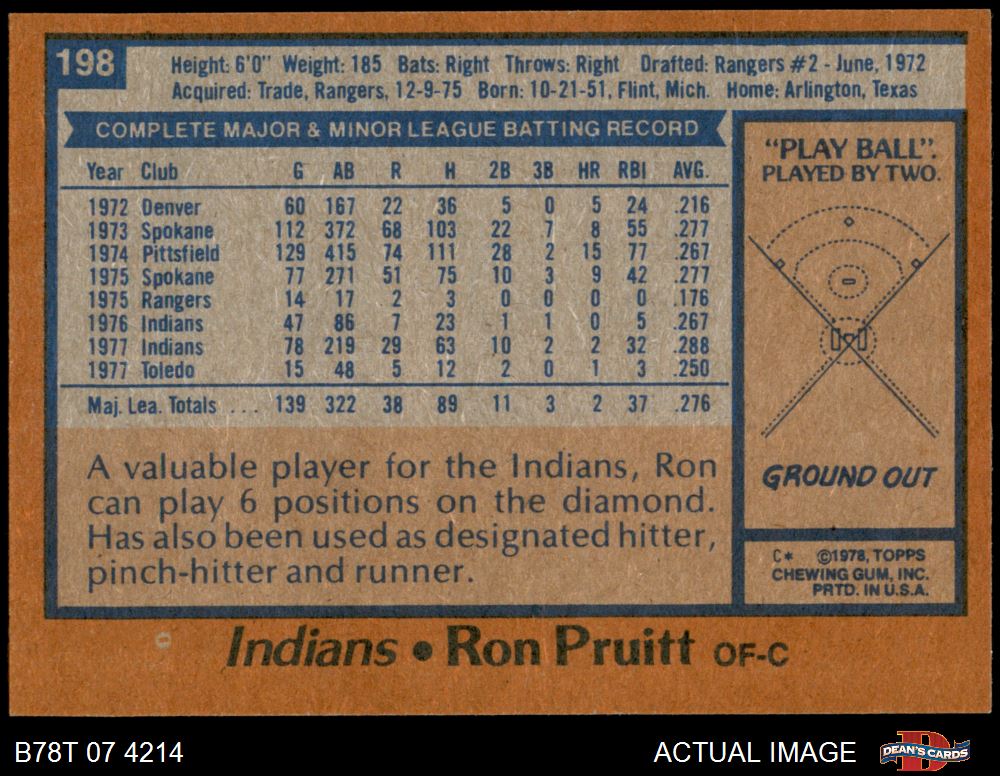 198
Height: 6'0" Weight: 185 Bats: Right Throws: Right Drafted: Rangers #2 - June, 1972
Acquired: Trade, Rangers, 12-9-75 Born: 10-21-51, Flint, Mich. Home: Arlington, Texas
COMPLETE MAJOR & MINOR LEAGUE BATTING RECORD
Year Club G AB R H 2B 3B HR RBI AVG.
1972 Denver 60 167 22 36 5 0 5 24 .216
1973 Spokane 112 372 68 103 22 7 8 55 .277
1974 Pittsfield 129 415 74 111 28 2 15 77 .267
1975 Spokane 77 271 51 75 10 3 9 42 .277
1975 Rangers 14 17 2 3 0 0 0 0 .176
1976 Indians 47 86 7 23 1 1 0 5 .267
1977 Indians 78 219 29 63 10 2 2 32 .288
1977 Toledo 15 48 5 12 2 0 1 3 .250
Maj. Lea. Totals ... 139 322 38 89 11 3 2 37 .276
A valuable player for the Indians, Ron
can play 6 positions on the diamond.
Has also been used as designated hitter,
pinch-hitter and runner.
"PLAY BALL".
PLAYED BY TWO.
GROUND OUT
C* ©1978, TOPPS
CHEWING GUM, INC.
PRTD. IN U.S.A.
Indians • Ron Pruitt OF-C
B78T 07 4214
ACTUAL IMAGE
DEAN'S CARDS